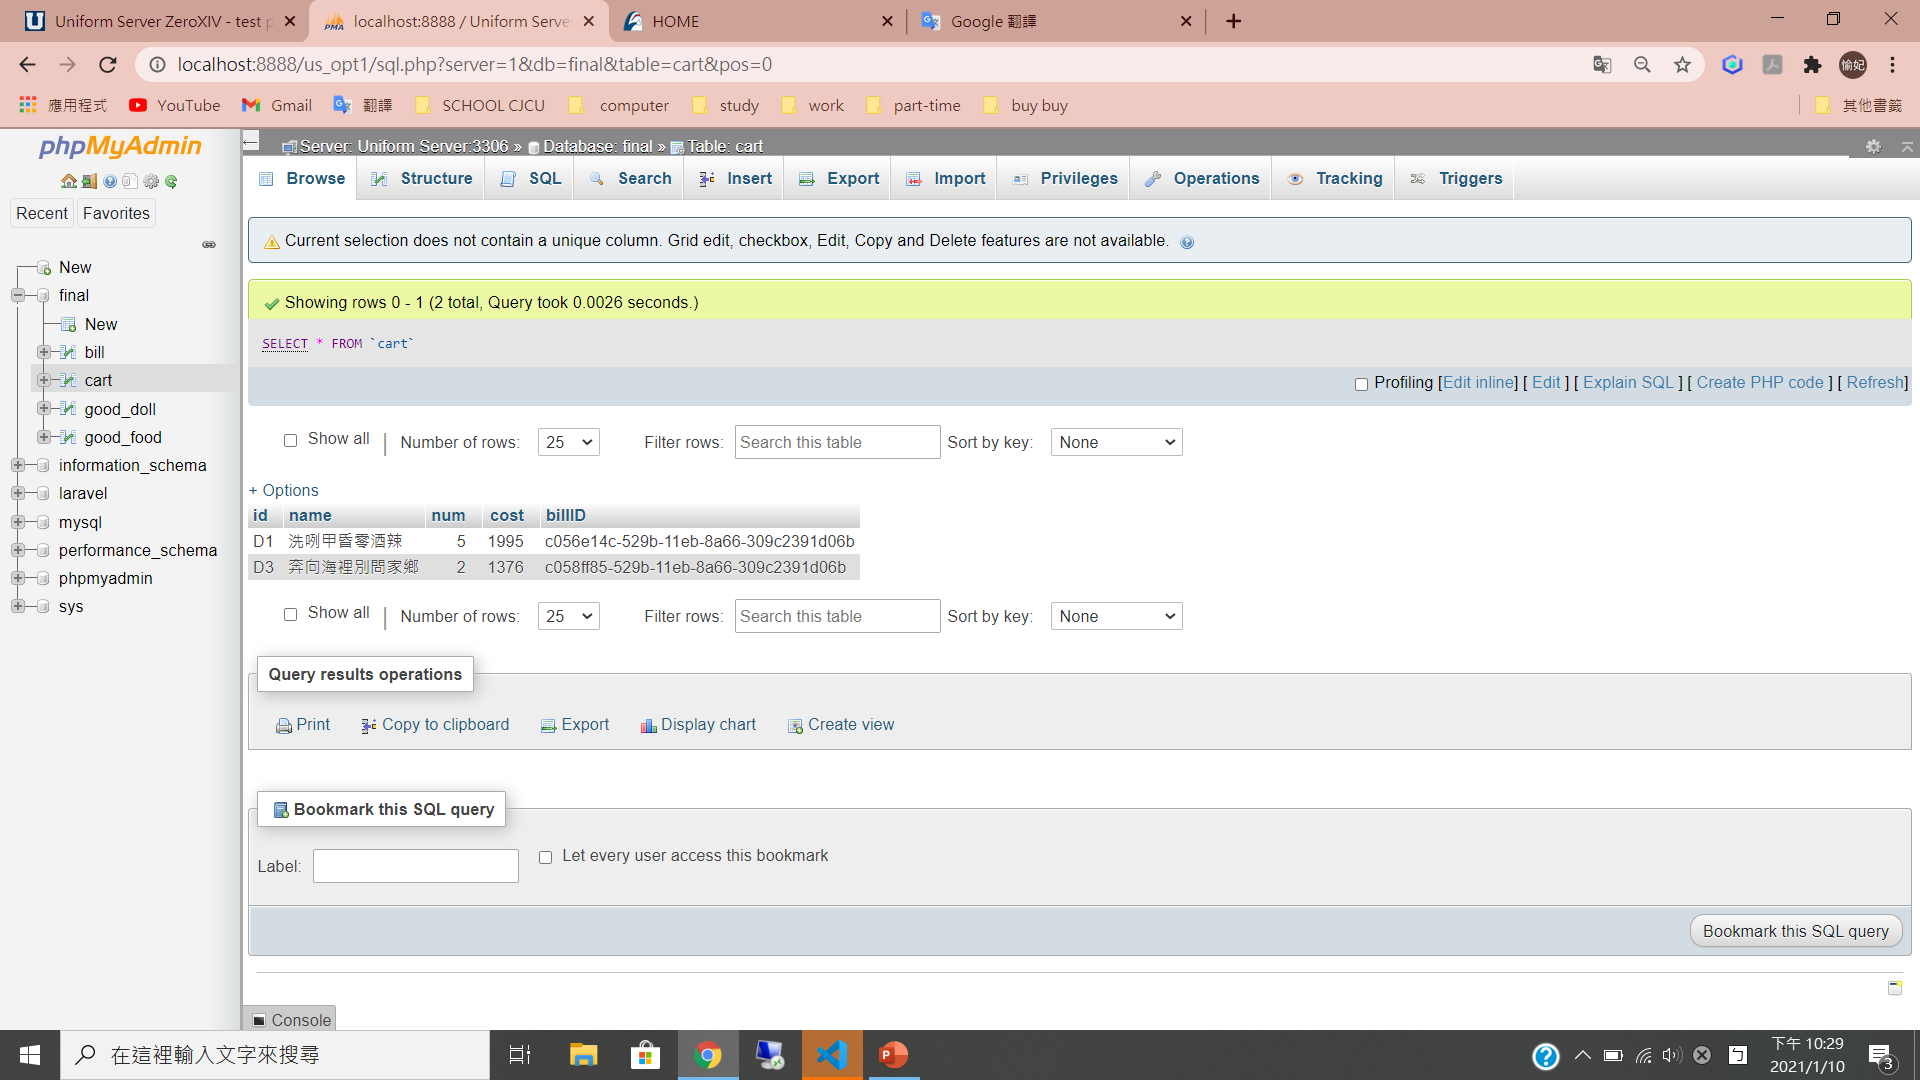 Uniform Server ZeroXIV - test p
localhost:8888 / Uniform Serve
HOME
Google 翻譯
localhost:8888/us_opt1/sql.php?server=1&db=final&table=cart&pos=0
愉妃
應用程式
YouTube
Gmail
翻譯
SCHOOL CJCU
computer
study
work
part-time
buy buy
其他書籤
phpMyAdmin
Recent
Favorites
New
final
New
bill
cart
good_doll
good_food
information_schema
laravel
mysql
performance_schema
phpmyadmin
sys
Server: Uniform Server:3306 » Database: final » Table: cart
Browse
Structure
SQL
Search
Insert
Export
Import
Privileges
Operations
Tracking
Triggers
Current selection does not contain a unique column. Grid edit, checkbox, Edit, Copy and Delete features are not available.
Showing rows 0 - 1 (2 total, Query took 0.0026 seconds.)
SELECT * FROM `cart`
Profiling [Edit inline] [ Edit ] [ Explain SQL ] [ Create PHP code ] [ Refresh]
Show all | Number of rows: 25 Filter rows: Search this table Sort by key: None
+ Options
id name num cost billID
D1 洗咧甲昏零酒辣 5 1995 c056e14c-529b-11eb-8a66-309c2391d06b
D3 奔向海裡別問家鄉 2 1376 c058ff85-529b-11eb-8a66-309c2391d06b
Show all | Number of rows: 25 Filter rows: Search this table Sort by key: None
Query results operations
Print
Copy to clipboard
Export
Display chart
Create view
Bookmark this SQL query
Label:
Let every user access this bookmark
Bookmark this SQL query
Console
在這裡輸入文字來搜尋
下午 10:29
2021/1/10
3